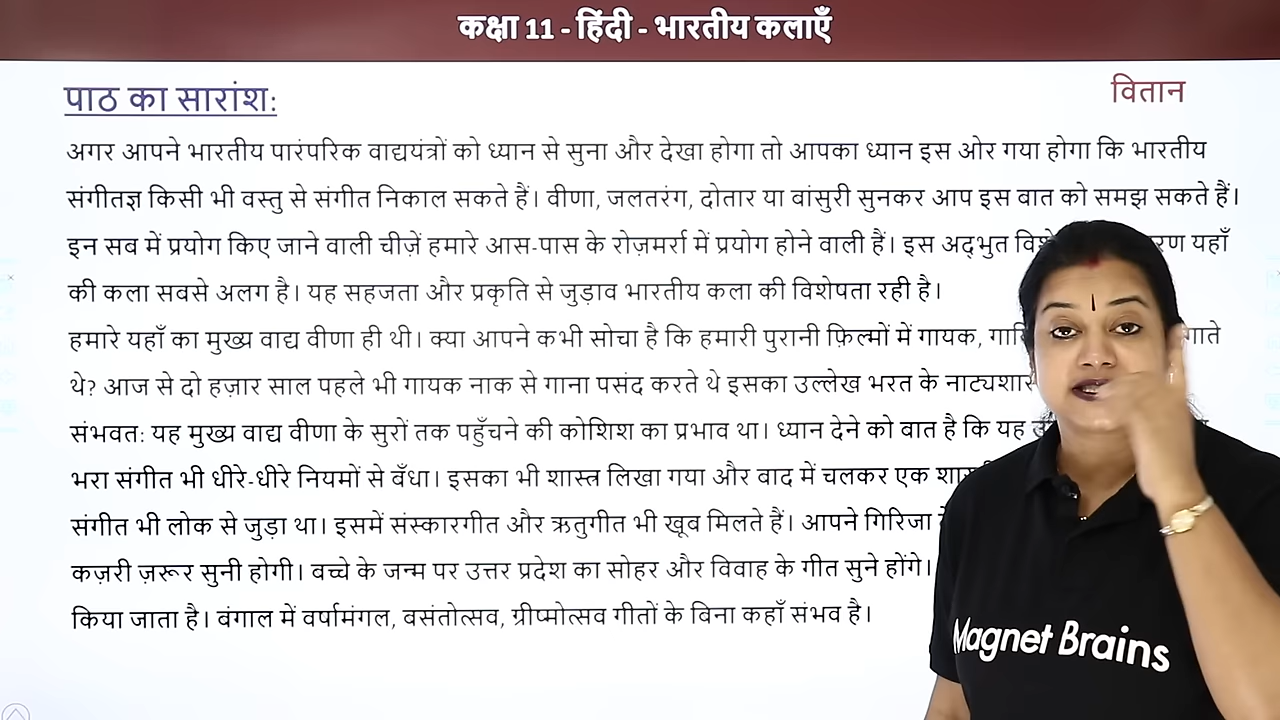 कक्षा 11 - हिंदी - भारतीय कलाएँ
पाठ का सारांश:
वितान
अगर आपने भारतीय पारंपरिक वाद्ययंत्रों को ध्यान से सुना और देखा होगा तो आपका ध्यान इस ओर गया होगा कि भारतीय
संगीतज्ञ किसी भी वस्तु से संगीत निकाल सकते हैं। वीणा, जलतरंग, दोतार या बांसुरी सुनकर आप इस बात को समझ सकते हैं।
इन सब में प्रयोग किए जाने वाली चीज़ें हमारे आस-पास के रोज़मर्रा में प्रयोग होने वाली हैं। इस अद्भुत यहाँ
की कला सबसे अलग है। यह सहजता और प्रकृति से जुड़ाव भारतीय कला की विशेषता रही है।
हमारे यहाँ का मुख्य वाद्य वीणा ही थी। क्या आपने कभी सोचा है कि हमारी पुरानी फ़िल्मों में गायक, गाते
थे? आज से दो हज़ार साल पहले भी गायक नाक से गाना पसंद करते थे इसका उल्लेख भरत के
संभवत: यह मुख्य वाद्य वीणा के सुरों तक पहुँचने की कोशिश का प्रभाव था। ध्यान देने को बात है कि यह
भरा संगीत भी धीरे-धीरे नियमों से बँधा। इसका भी शास्त्र लिखा गया और बाद में चलकर एक
संगीत भी लोक से जुड़ा था। इसमें संस्कारगीत और ऋतुगीत भी खूब मिलते हैं। आपने गिरिजा
कज़री ज़रूर सुनी होगी। वच्चे के जन्म पर उत्तर प्रदेश का सोहर और विवाह के गीत सुने होंगे।
किया जाता है। बंगाल में वर्षामंगल, वसंतोत्सव, ग्रीष्मोत्सव गीतों के बिना कहाँ संभव है।
Magnet Brains